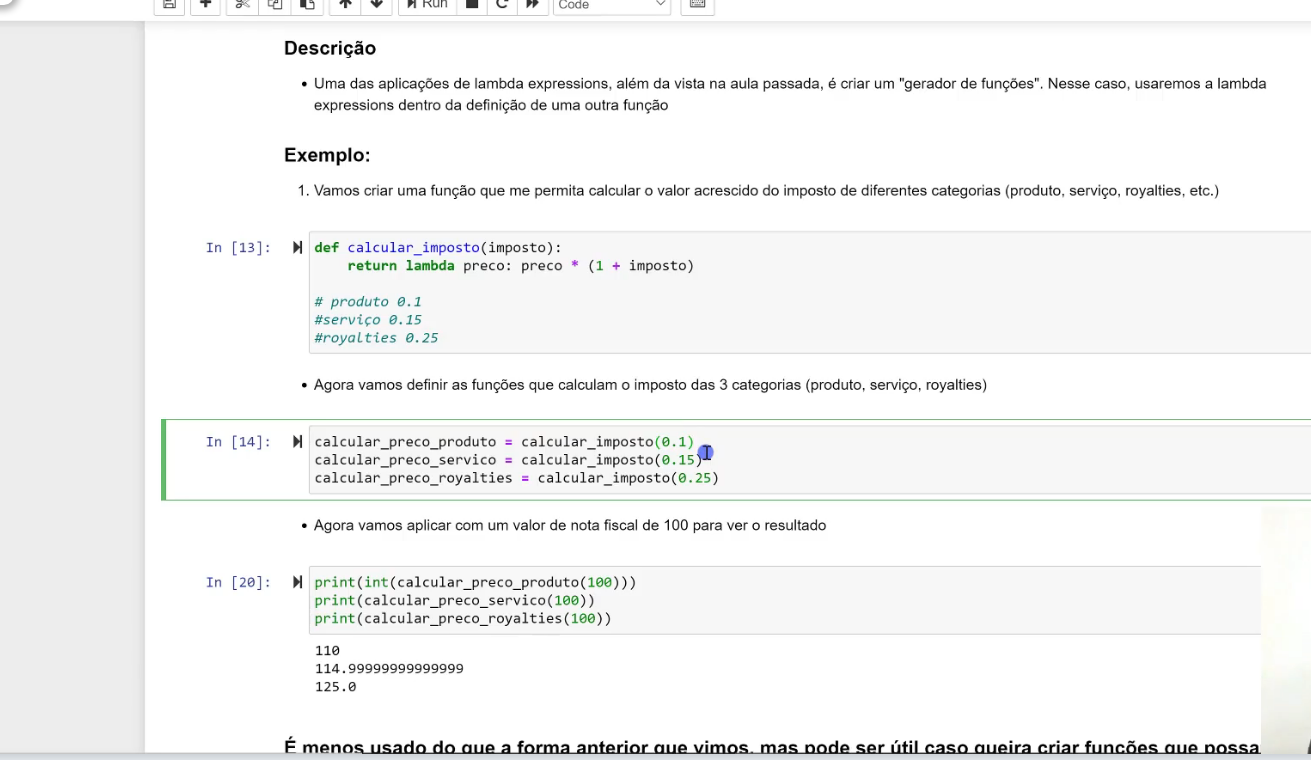 Run
Code
Descrição
• Uma das aplicações de lambda expressions, além da vista na aula passada, é criar um "gerador de funções". Nesse caso, usaremos a lambda
expressions dentro da definição de uma outra função
Exemplo:
1. Vamos criar uma função que me permita calcular o valor acrescido do imposto de diferentes categorias (produto, serviço, royalties, etc.)
In [13]: def calcular_imposto(imposto):
return lambda preco: preco * (1 + imposto)
# produto 0.1
#serviço 0.15
#royalties 0.25
• Agora vamos definir as funções que calculam o imposto das 3 categorias (produto, serviço, royalties)
In [14]: calcular_preco_produto = calcular_imposto(0.1)
calcular_preco_servico = calcular_imposto(0.15)
calcular_preco_royalties = calcular_imposto(0.25)
• Agora vamos aplicar com um valor de nota fiscal de 100 para ver o resultado
In [20]: print(int(calcular_preco_produto(100)))
print(calcular_preco_servico(100))
print(calcular_preco_royalties(100))
110
114.99999999999999
125.0
É menos usado do que a forma anterior que vimos, mas pode ser útil caso queira criar funções que possa